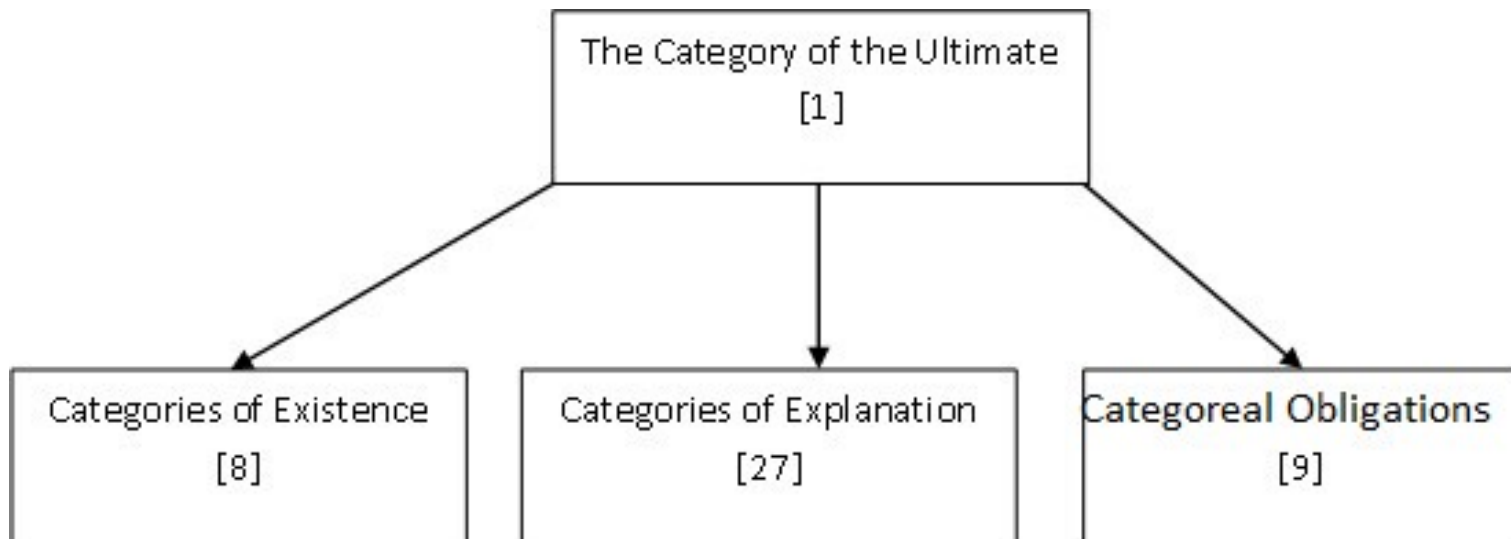 The Category of the Ultimate
[1]
Categories of Existence
[8]
Categories of Explanation
[27]
Categoreal Obligations
[9]